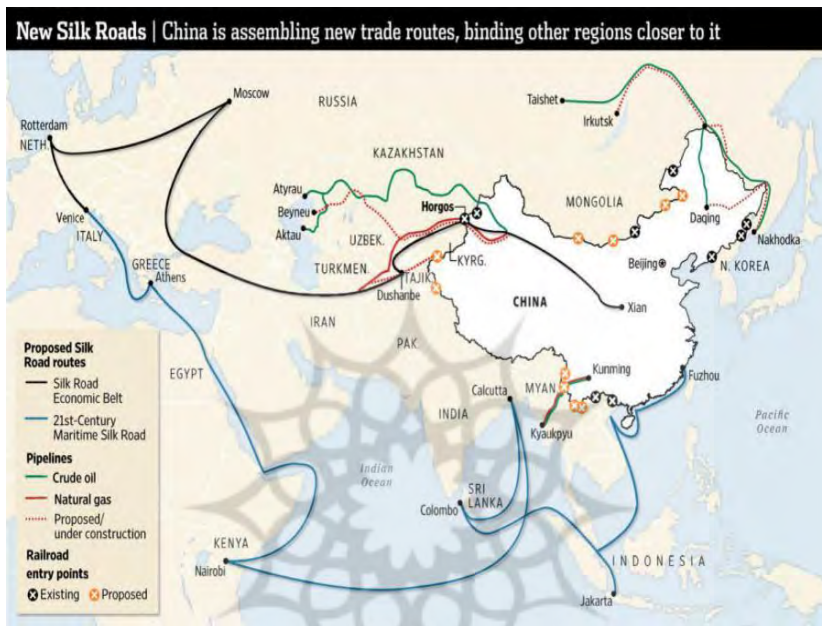 New Silk Roads | China is assembling new trade routes, binding other regions closer to it
Moscow
RUSSIA
Taishet
Irkutsk
Rotterdam
NETH.
KAZAKHSTAN
Atyrau
Beyneu
Aktau
Horgos
MONGOLIA
Daqing
Nakhodka
Venice
ITALY
UZBEK.
TURKMEN.
KYRG.
TAJIK.
Dushanbe
Beijing
N. KOREA
GREECE
Athens
CHINA
Xian
IRAN
PAK.
EGYPT
Proposed Silk
Road routes
Silk Road
Economic Belt
21st-Century
Maritime Silk Road
Pipelines
Crude oil
Natural gas
Proposed/
under construction
Railroad
entry points
Existing
Proposed
Calcutta
INDIA
MYAN.
Kunming
Kyaukpyu
Fuzhou
Pacific
Ocean
Indian
Ocean
SRI
LANKA
Colombo
KENYA
Nairobi
INDONESIA
Jakarta